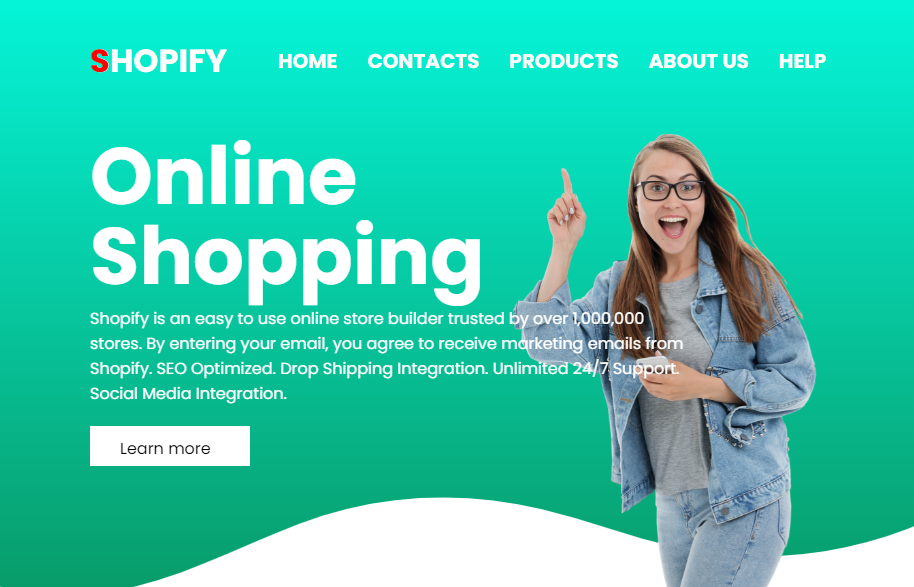 SHOPIFY HOME CONTACTS PRODUCTS ABOUT US HELP
Online
Shopping
Shopify is an easy to use online store builder trusted by over 1,000,000
stores. By entering your email, you agree to receive marketing emails from
Shopify. SEO Optimized. Drop Shipping Integration. Unlimited 24/7 Support.
Social Media Integration.
Learn more